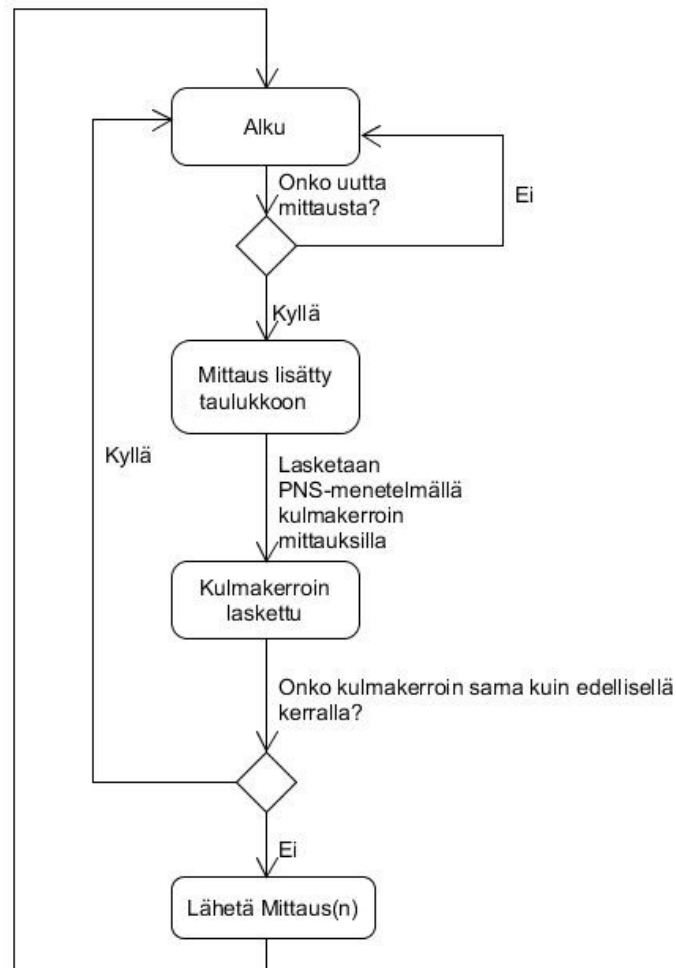 Alku
Onko uutta
mittausta?
Ei
Kyllä
Mittaus lisätty
taulukkoon
Kyllä
Lasketaan
PNS-menetelmällä
kulmakerroin
mittauksilla
Kulmakerroin
laskettu
Onko kulmakerroin sama kuin edellisellä
kerralla?
Ei
Lähetä Mittaus(n)